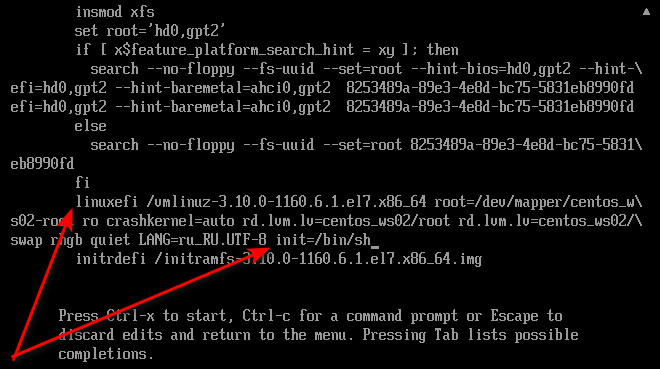 insmod xfs
set root='hd0,gpt2'
if [ x$feature_platform_search_hint = xy ]; then
search --no-floppy --fs-uuid --set=root --hint-bios=hd0,gpt2 --hint-\
efi=hd0,gpt2 --hint-baremetal=ahci0,gpt2  8253489a-89e3-4e8d-bc75-5831eb8990fd
efi=hd0,gpt2 --hint-baremetal=ahci0,gpt2  8253489a-89e3-4e8d-bc75-5831eb8990fd
else
search --no-floppy --fs-uuid --set=root 8253489a-89e3-4e8d-bc75-5831\
eb8990fd
fi
linuxefi /vmlinuz-3.10.0-1160.6.1.el7.x86_64 root=/dev/mapper/centos_w\
s02-root ro crashkernel=auto rd.lvm.lv=centos_ws02/root rd.lvm.lv=centos_ws02/\
swap rhgb quiet LANG=ru_RU.UTF-8 init=/bin/sh_
initrdefi /initramfs-3.10.0-1160.6.1.el7.x86_64.img
Press Ctrl-x to start, Ctrl-c for a command prompt or Escape to
discard edits and return to the menu. Pressing Tab lists possible
completions.